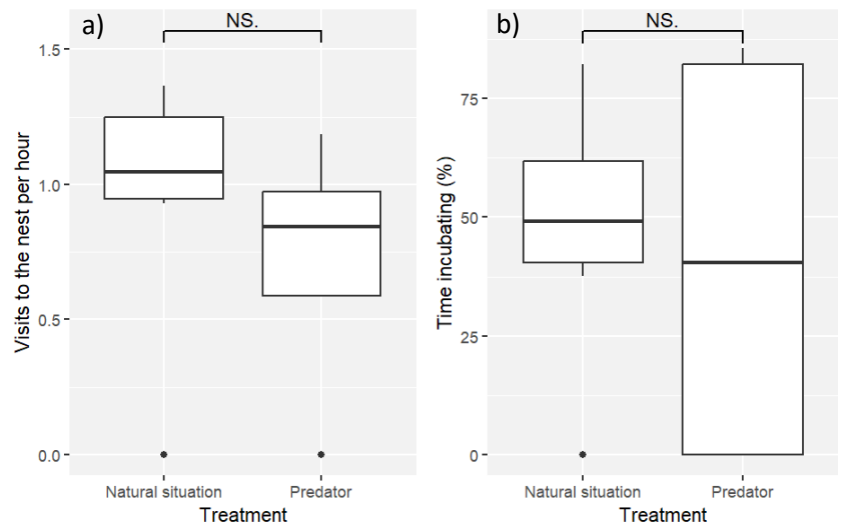 a)
NS.
Visits to the nest per hour
1.5
1.0
0.5
0.0
Natural situation Predator
Treatment
b)
NS.
Time incubating (%)
75
50
25
0
Natural situation Predator
Treatment